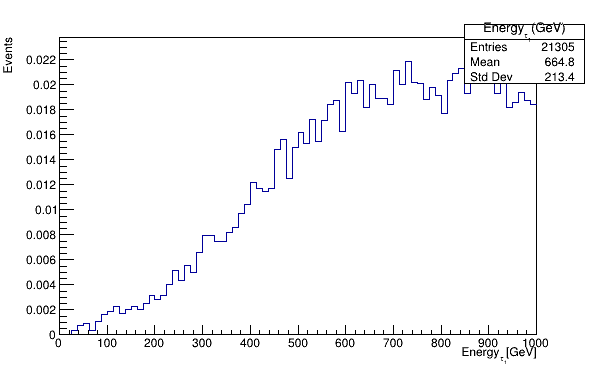 Energy_τ₁ (GeV)
Entries 21305
Mean 664.8
Std Dev 213.4
Events
0.022
0.02
0.018
0.016
0.014
0.012
0.01
0.008
0.006
0.004
0.002
0
0 100 200 300 400 500 600 700 800 900 1000
Energy_τ₁ [GeV]